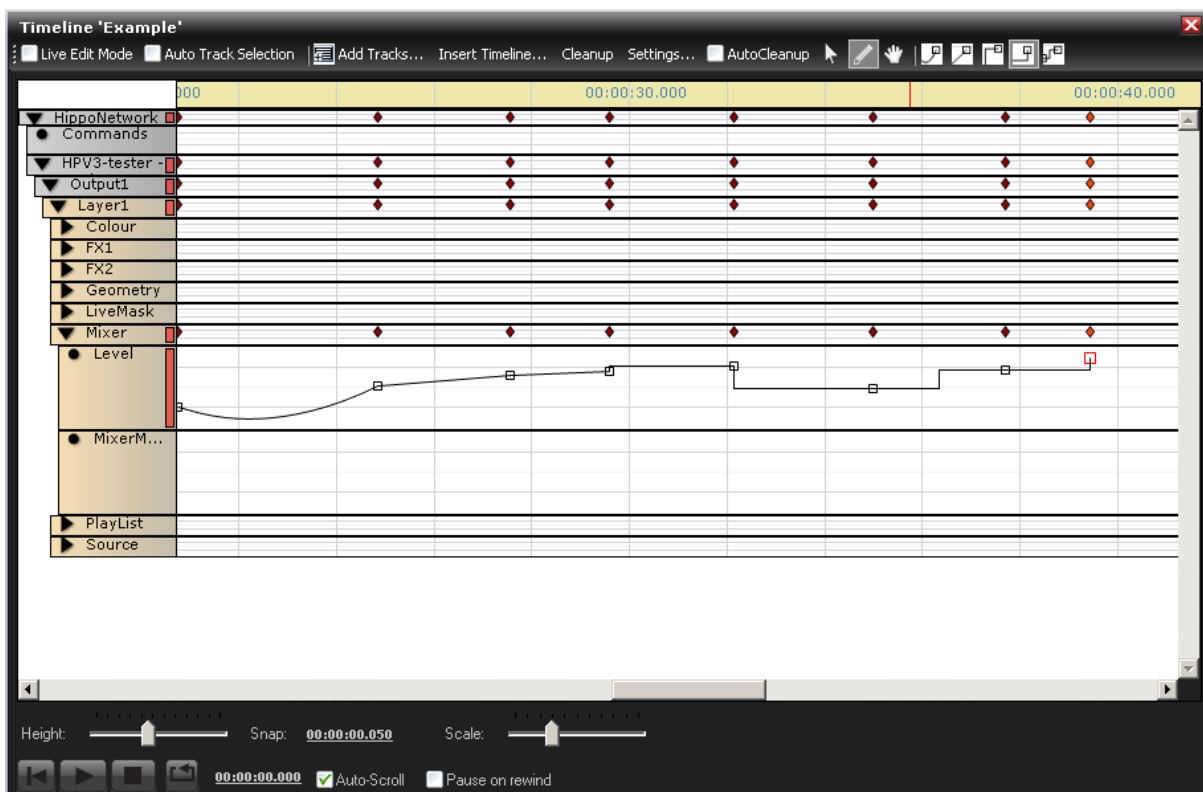 Timeline 'Example'
Live Edit Mode Auto Track Selection Add Tracks... Insert Timeline... Cleanup Settings... AutoCleanup
000 00:00:30.000 00:00:40.000
HippoNetwork
Commands
HPV3-tester -
Output1
Layer1
Colour
FX1
FX2
Geometry
LiveMask
Mixer
Level
MixerM...
PlayList
Source
Height: Snap: 00:00:00.050 Scale:
00:00:00.000 Auto-Scroll Pause on rewind